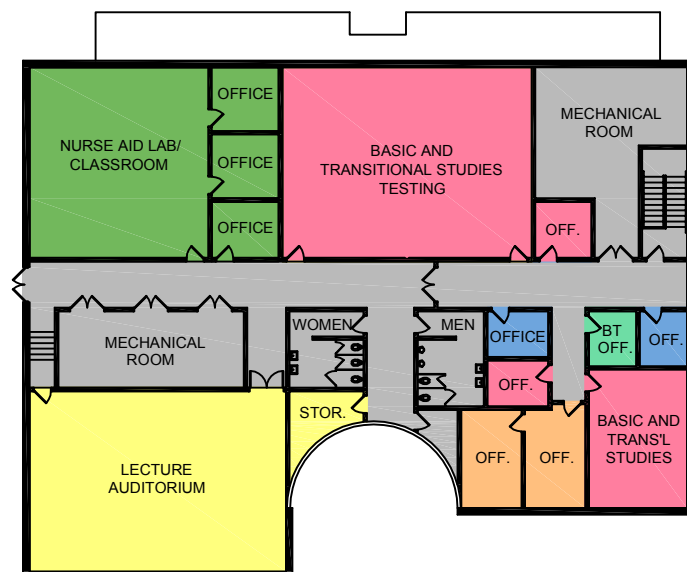 OFFICE
NURSE AID LAB/
CLASSROOM
OFFICE
OFFICE
BASIC AND
TRANSITIONAL STUDIES
TESTING
MECHANICAL
ROOM
OFF.
WOMEN
MEN
OFFICE
BT
OFF.
OFF.
MECHANICAL
ROOM
OFF.
STOR.
LECTURE
AUDITORIUM
OFF.
OFF.
BASIC AND
TRANS'L
STUDIES